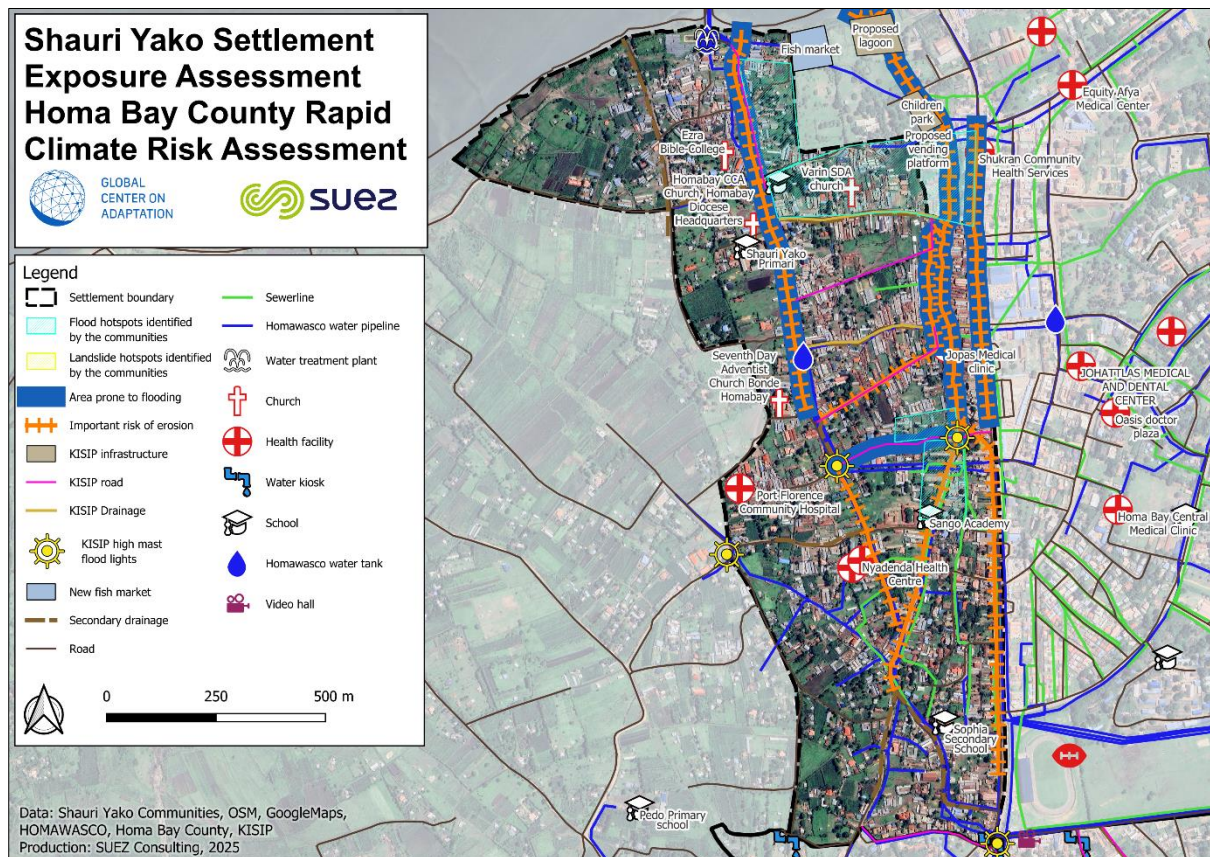 Shauri Yako Settlement
Exposure Assessment
Homa Bay County Rapid
Climate Risk Assessment
GLOBAL
CENTER ON
ADAPTATION
suez
Legend
Settlement boundary
Flood hotspots identified
by the communities
Landslide hotspots identified
by the communities
Area prone to flooding
Important risk of erosion
KISIP infrastructure
KISIP road
KISIP Drainage
KISIP high mast
flood lights
New fish market
Secondary drainage
Road
Sewerline
Homawasco water pipeline
Water treatment plant
Church
Health facility
Water kiosk
School
Homawasco water tank
Video hall
0 250 500 m
Data: Shauri Yako Communities, OSM, GoogleMaps,
HOMAWASCO, Homa Bay County, KISIP
Production: SUEZ Consulting, 2025
Proposed
lagoon
Fish market
Equity Afya
Medical Center
Children
park
Proposed
vending
platform
Shukran Community
Health Services
Ezra
Bible-College
Homabay CCA
Church, Homabay
Diocese
Headquarters
Varin SDA
church
Shauri Yako
Primari
Seventh Day
Adventist
Church Bonde
Homabay
Jopas Medical
clinic
JOHATTLAS MEDICAL
AND DENTAL
CENTER
Oasis doctor
plaza
Port Florence
Community Hospital
Sango Academy
Homa Bay Central
Medical Clinic
Nyadenda Health
Centre
Sophia
Secondary
School
Pedo Primary
school